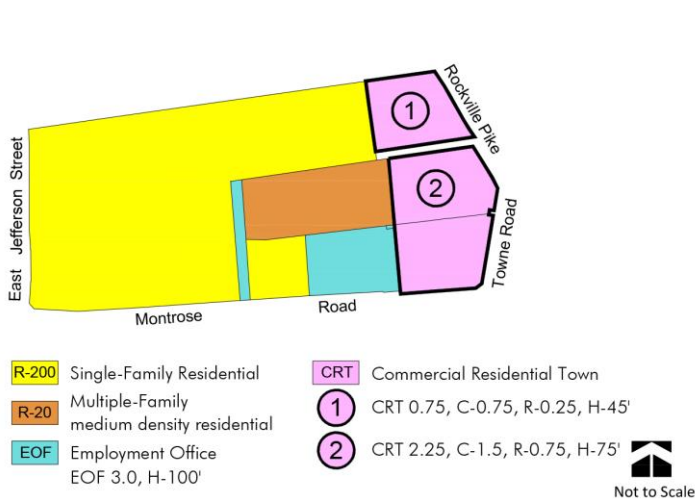 1
Rockville Pike
2
East Jefferson Street
Towne Road
Montrose
Road
R-200 Single-Family Residential
R-20 Multiple-Family
medium density residential
EOF Employment Office
EOF 3.0, H-100'
CRT Commercial Residential Town
1 CRT 0.75, C-0.75, R-0.25, H-45'
2 CRT 2.25, C-1.5, R-0.75, H-75'
Not to Scale